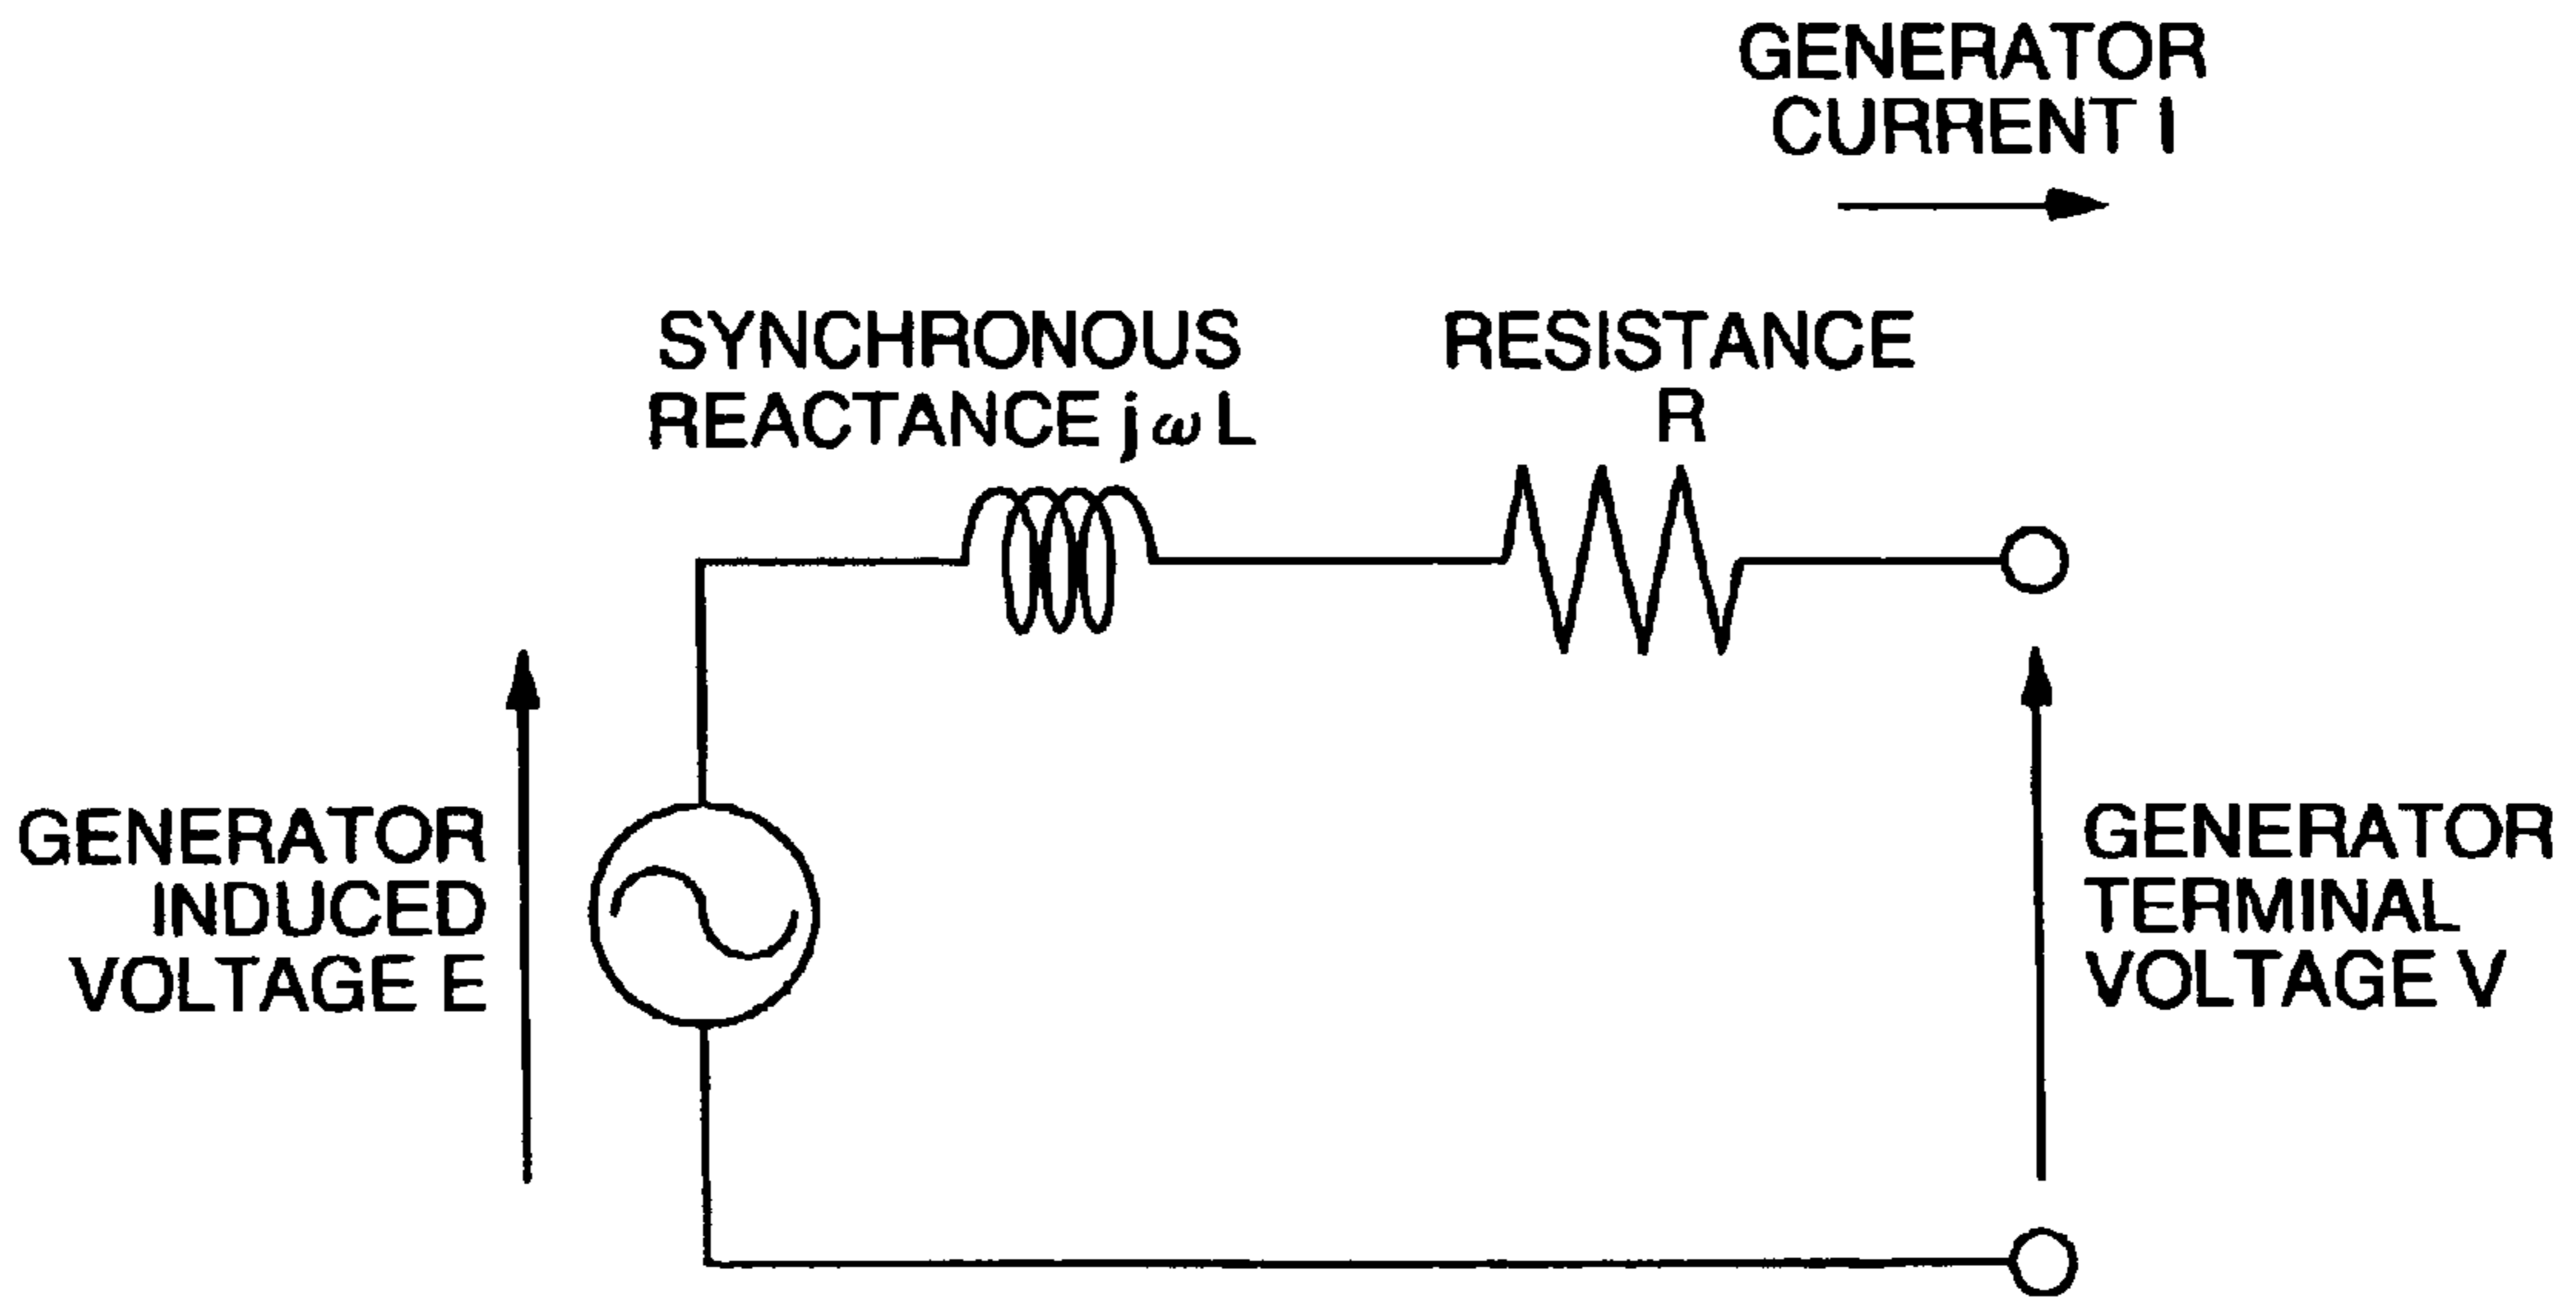 GENERATOR
CURRENT I
SYNCHRONOUS
REACTANCE jωL
RESISTANCE
R
GENERATOR
INDUCED
VOLTAGE E
GENERATOR
TERMINAL
VOLTAGE V